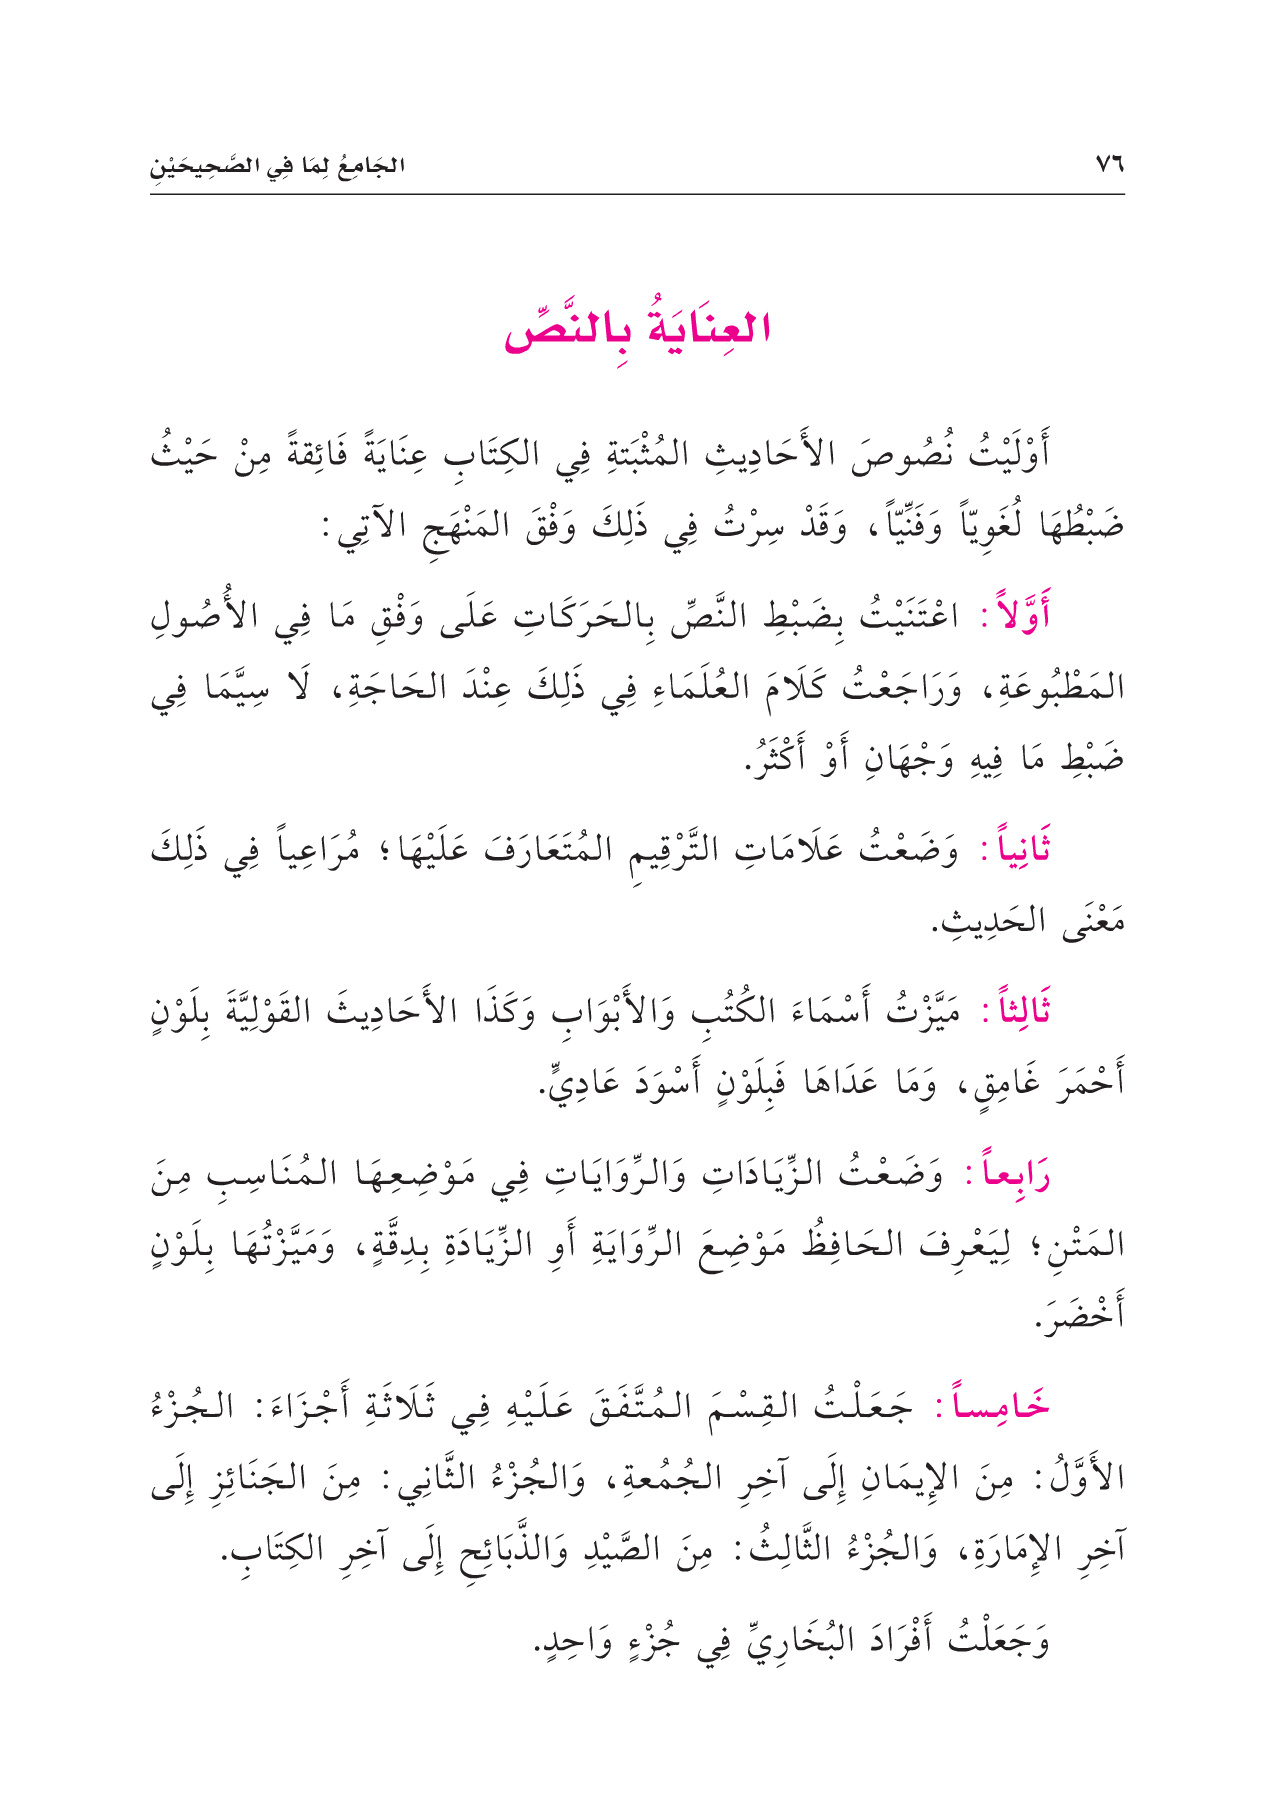 ٧٦
الجَامِعُ لِمَا فِي الصَّحِيحَيْنِ
العِنَايَةُ بِالنَّصِّ
أَوْلَيْتُ نُصُوصَ الأَحَادِيثِ المُثْبَتةِ فِي الكِتَابِ عِنَايَةً فَائِقةً مِنْ حَيْثُ
ضَبْطُهَا لُغَوِيّاً وَفَنِّيّاً، وَقَدْ سِرْتُ فِي ذَلِكَ وَفْقَ المَنْهَجِ الآتِي:
أَوَّلاً: اعْتَنَيْتُ بِضَبْطِ النَّصِّ بِالحَرَكَاتِ عَلَى وَفْقِ مَا فِي الأُصُولِ
المَطْبُوعَةِ، وَرَاجَعْتُ كَلَامَ العُلَمَاءِ فِي ذَلِكَ عِنْدَ الحَاجَةِ، لَا سِيَّمَا فِي
ضَبْطِ مَا فِيهِ وَجْهَانِ أَوْ أَكْثَرُ.
ثَانِياً: وَضَعْتُ عَلَامَاتِ التَّرْقِيمِ المُتَعَارَفَ عَلَيْهَا؛ مُرَاعِياً فِي ذَلِكَ
مَعْنَى الحَدِيثِ.
ثَالِثاً: مَيَّزْتُ أَسْمَاءَ الكُتُبِ وَالأَبْوَابِ وَكَذَا الأَحَادِيثَ القَوْلِيَّةَ بِلَوْنٍ
أَحْمَرَ غَامِقٍ، وَمَا عَدَاهَا فَبِلَوْنٍ أَسْوَدَ عَادِيٍّ.
رَابِعاً: وَضَعْتُ الزِّيَادَاتِ وَالرِّوَايَاتِ فِي مَوْضِعِهَا المُنَاسِبِ مِنَ
المَتْنِ؛ لِيَعْرِفَ الحَافِظُ مَوْضِعَ الرِّوَايَةِ أَوِ الزِّيَادَةِ بِدِقَّةٍ، وَمَيَّزْتُهَا بِلَوْنٍ
أَخْضَرَ.
خَامِساً: جَعَلْتُ القِسْمَ المُتَّفَقَ عَلَيْهِ فِي ثَلَاثَةِ أَجْزَاءَ: الجُزْءُ
الأَوَّلُ: مِنَ الإِيمَانِ إِلَى آخِرِ الجُمُعةِ، وَالجُزْءُ الثَّانِي: مِنَ الجَنَائِزِ إِلَى
آخِرِ الإِمَارَةِ، وَالجُزْءُ الثَّالِثُ: مِنَ الصَّيْدِ وَالذَّبَائِحِ إِلَى آخِرِ الكِتَابِ.
وَجَعَلْتُ أَفْرَادَ البُخَارِيِّ فِي جُزْءٍ وَاحِدٍ.